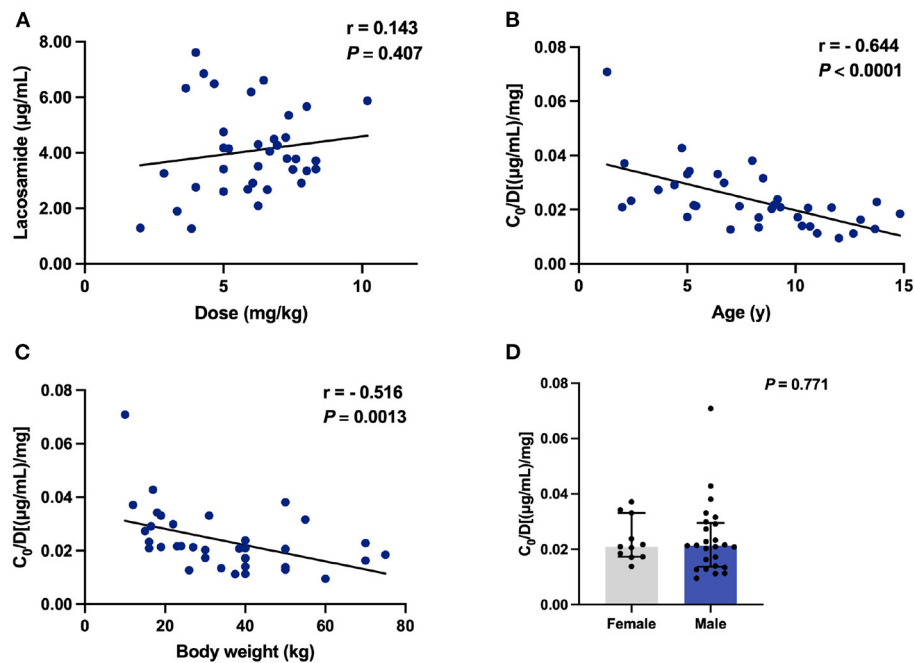 A
r = 0.143
P = 0.407
Lacosamide (μg/mL)
8.00
6.00
4.00
2.00
0.00
0
5
10
Dose (mg/kg)
B
r = - 0.644
P < 0.0001
C0/D[(μg/mL)/mg]
0.08
0.06
0.04
0.02
0.00
0
5
10
15
Age (y)
C
r = - 0.516
P = 0.0013
C0/D[(μg/mL)/mg]
0.08
0.06
0.04
0.02
0.00
0
20
40
60
80
Body weight (kg)
D
P = 0.771
C0/D[(μg/mL)/mg]
0.08
0.06
0.04
0.02
0.00
Female
Male